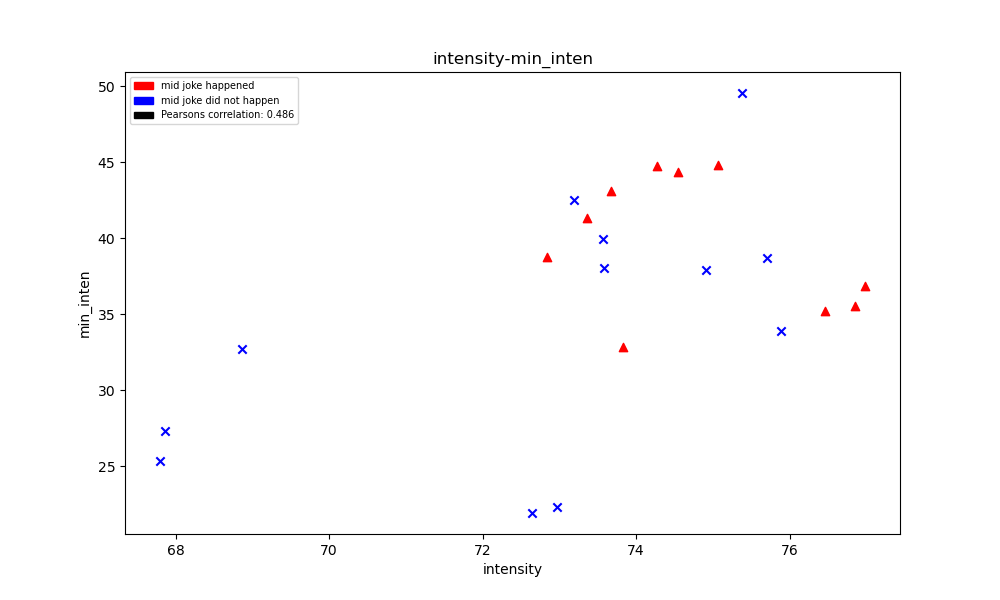 intensity-min_inten
mid joke happened
mid joke did not happen
Pearsons correlation: 0.486
50
45
40
35
30
25
min_inten
68
70
72
74
76
intensity